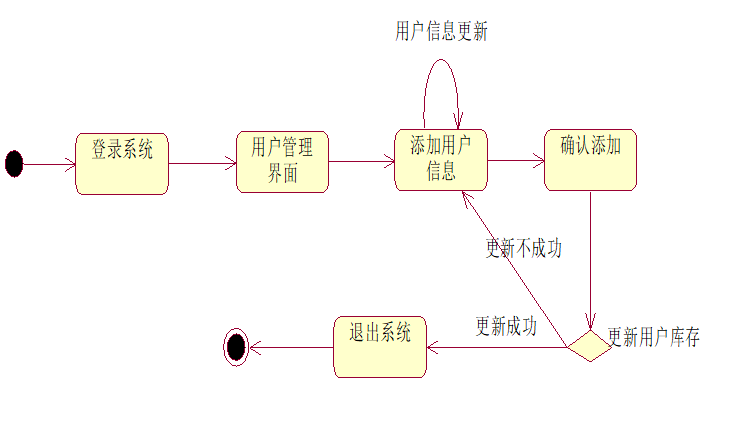 用户信息更新
登录系统
用户管理
界面
添加用户
信息
确认添加
更新不成功
更新成功
更新用户库存
退出系统